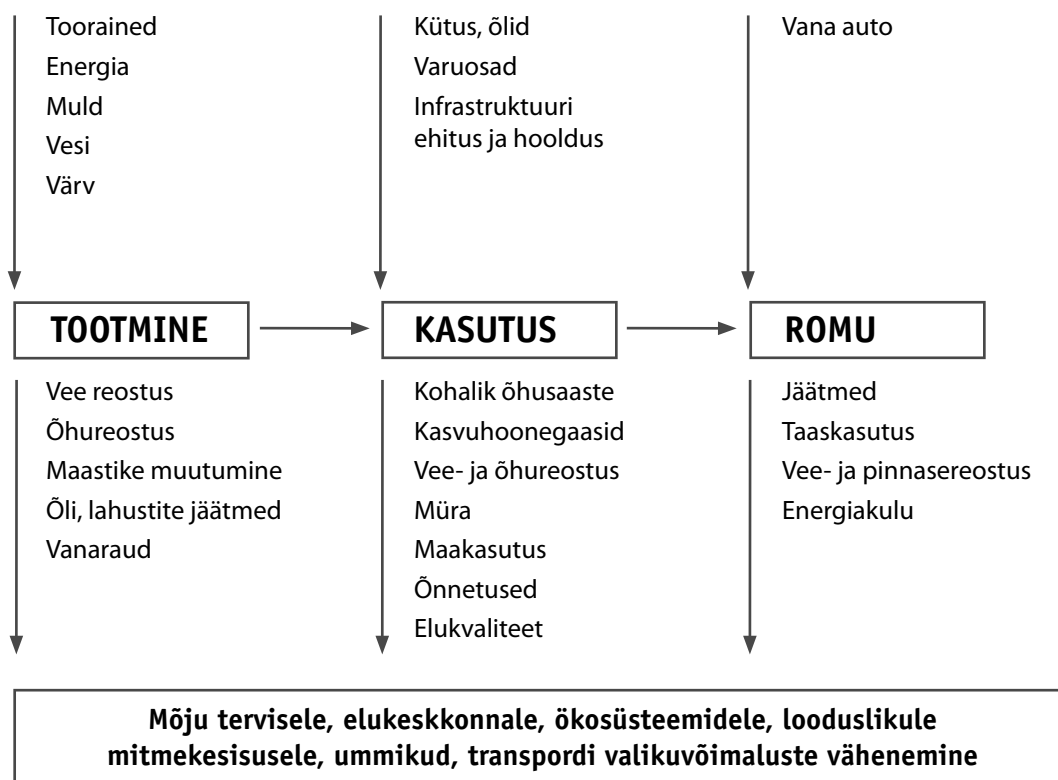 Toorained
Energia
Muld
Vesi
Värv
Kütus, õlid
Varuosad
Infrastruktuuri
ehitus ja hooldus
Vana auto
TOOTMINE
KASUTUS
ROMU
Vee reostus
Õhureostus
Maastike muutumine
Õli, lahustite jäätmed
Vanaraud
Kohalik õhusaaste
Kasvuhoonegaasid
Vee- ja õhureostus
Müra
Maakasutus
Õnnetused
Elukvaliteet
Jäätmed
Taaskasutus
Vee- ja pinnasereostus
Energiakulu
Mõju tervisele, elukeskkonnale, ökosüsteemidele, looduslikule
mitmekesisusele, ummikud, transpordi valikuvõimaluste vähenemine